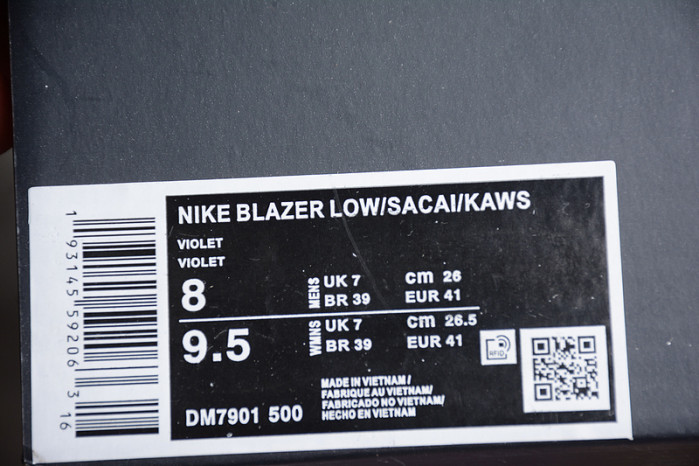 NIKE BLAZER LOW/SACAI/KAWS
VIOLET
VIOLET
8
MENS
UK 7
cm 26
BR 39
EUR 41
9.5
WMNS
UK 7
cm 26.5
BR 39
EUR 41
RFID
MADE IN VIETNAM /
FABRIQUE AU VIETNAM/
FABRICADO NO VIETNAM/
HECHO EN VIETNAM
DM7901 500
1 93145 59206 3 16